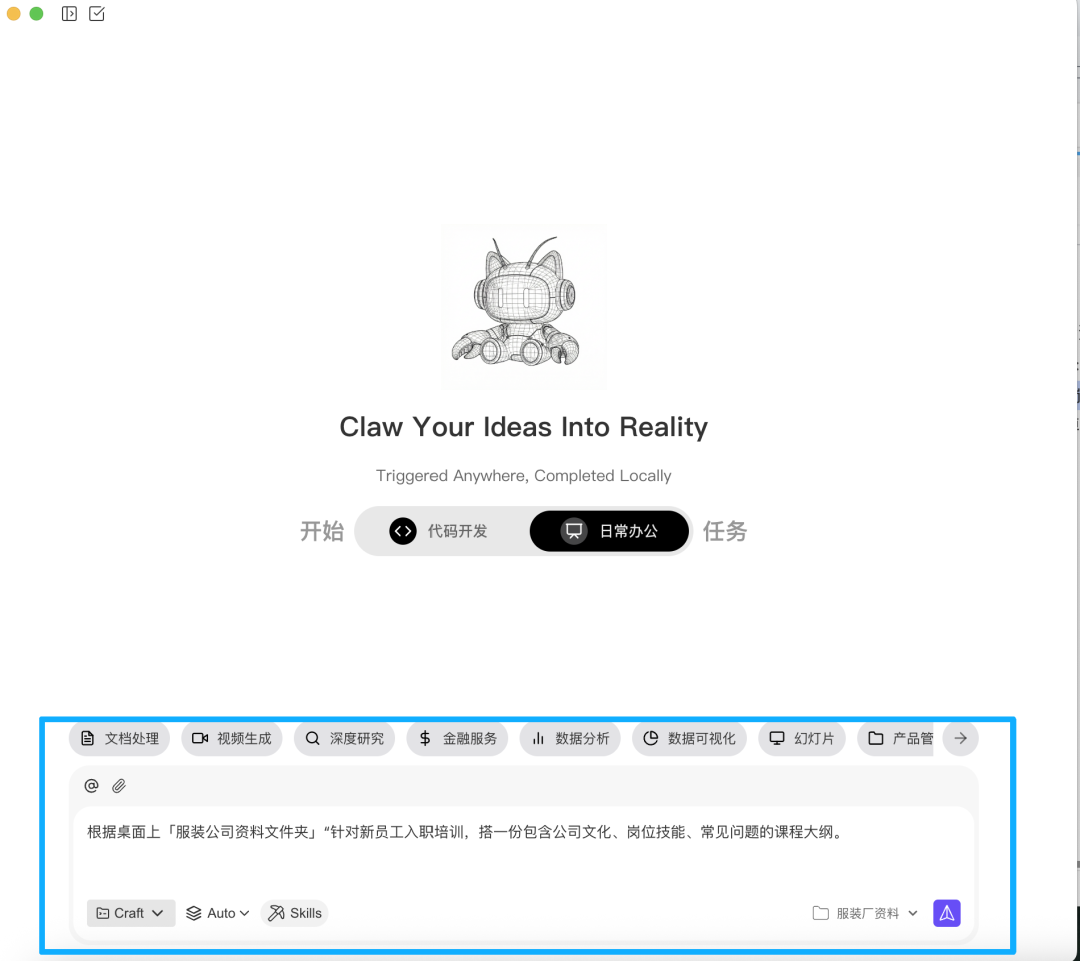 Claw Your Ideas Into Reality
Triggered Anywhere, Completed Locally
开始 代码开发 日常办公 任务
文档处理 视频生成 深度研究 金融服务 数据分析 数据可视化 幻灯片 产品管
根据桌面上「服装公司资料文件夹」“针对新员工入职培训，搭一份包含公司文化、岗位技能、常见问题的课程大纲。
Craft Auto Skills 服装厂资料